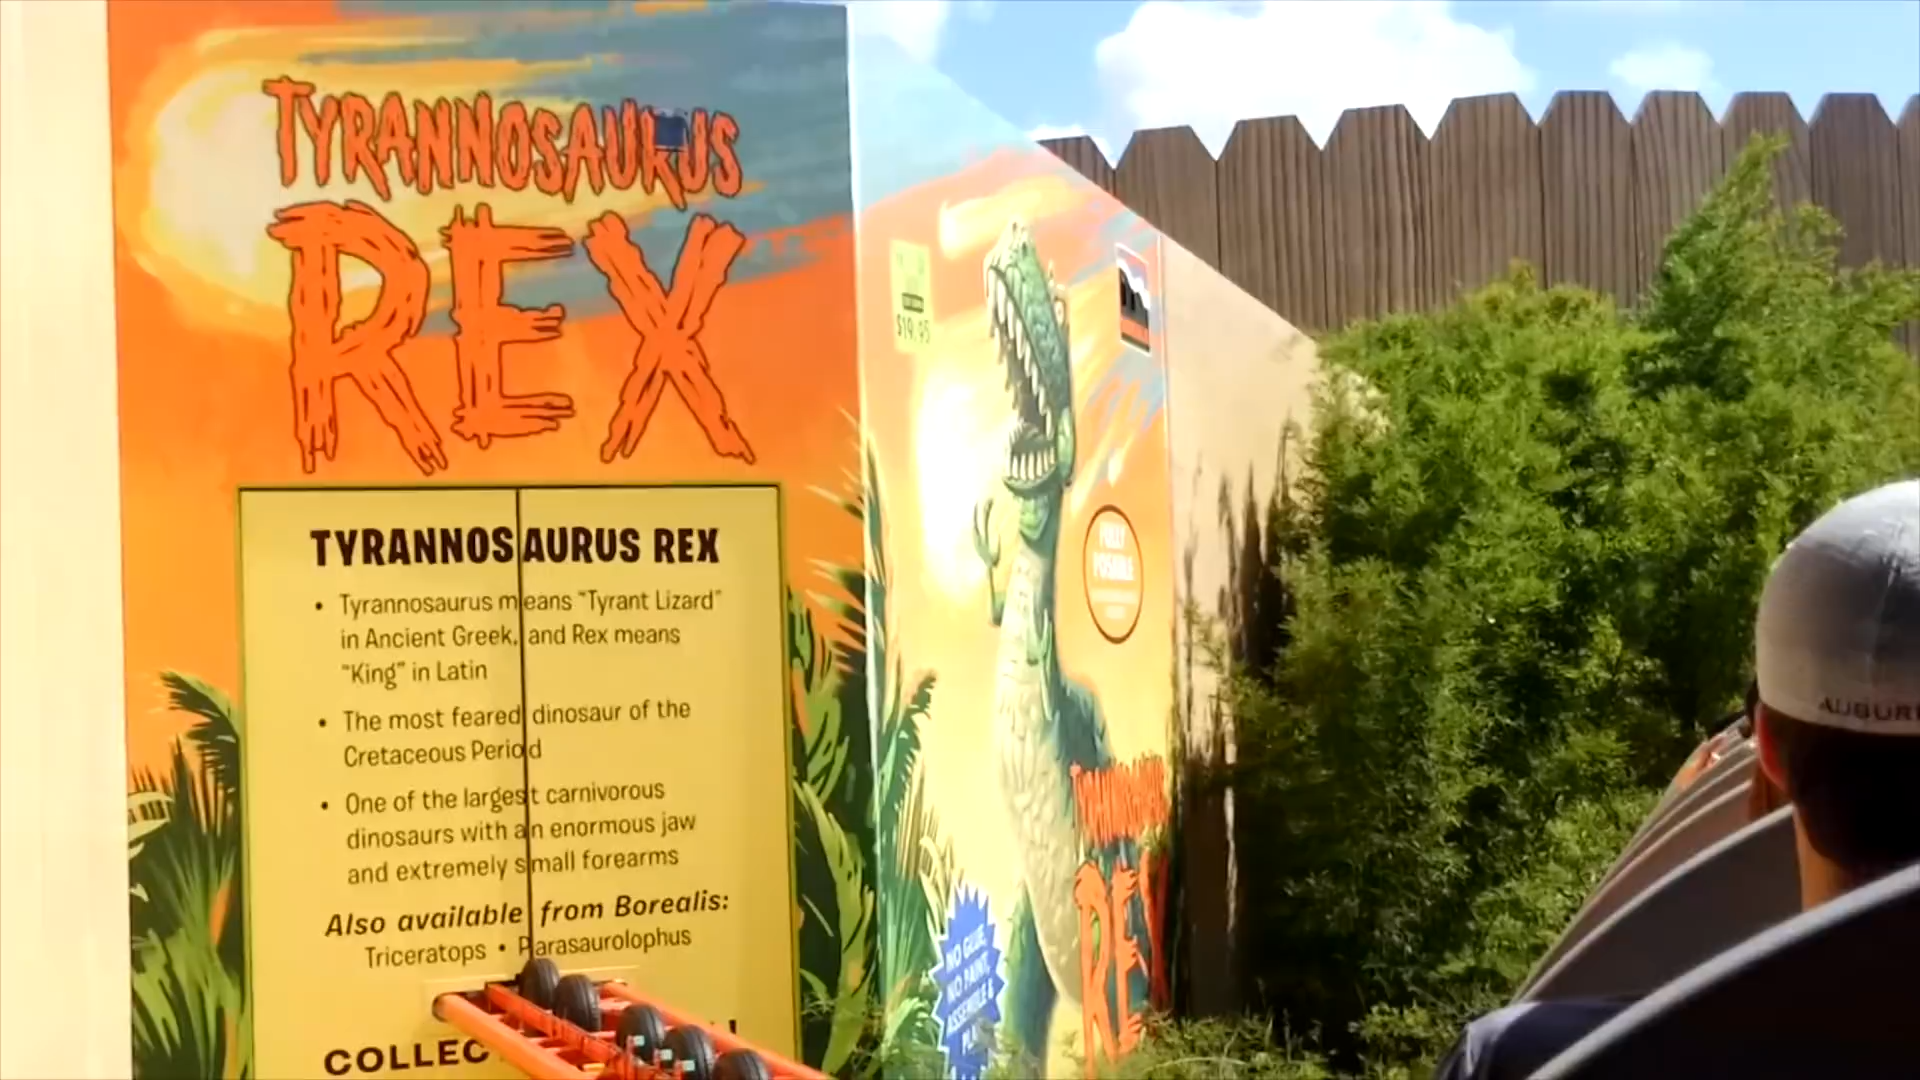 TYRANNOSAURUS
REX
TYRANNOSAURUS REX
• Tyrannosaurus means "Tyrant Lizard"
in Ancient Greek, and Rex means
"King" in Latin
• The most feared dinosaur of the
Cretaceous Period
• One of the largest carnivorous
dinosaurs with an enormous jaw
and extremely small forearms
Also available from Borealis:
Triceratops • Parasaurolophus
COLLEC
$19.95
FULLY
POSABLE
TYRANNOSAURUS
REX
NO GLUE,
NO PAINT,
ASSEMBLE &
AUBUR